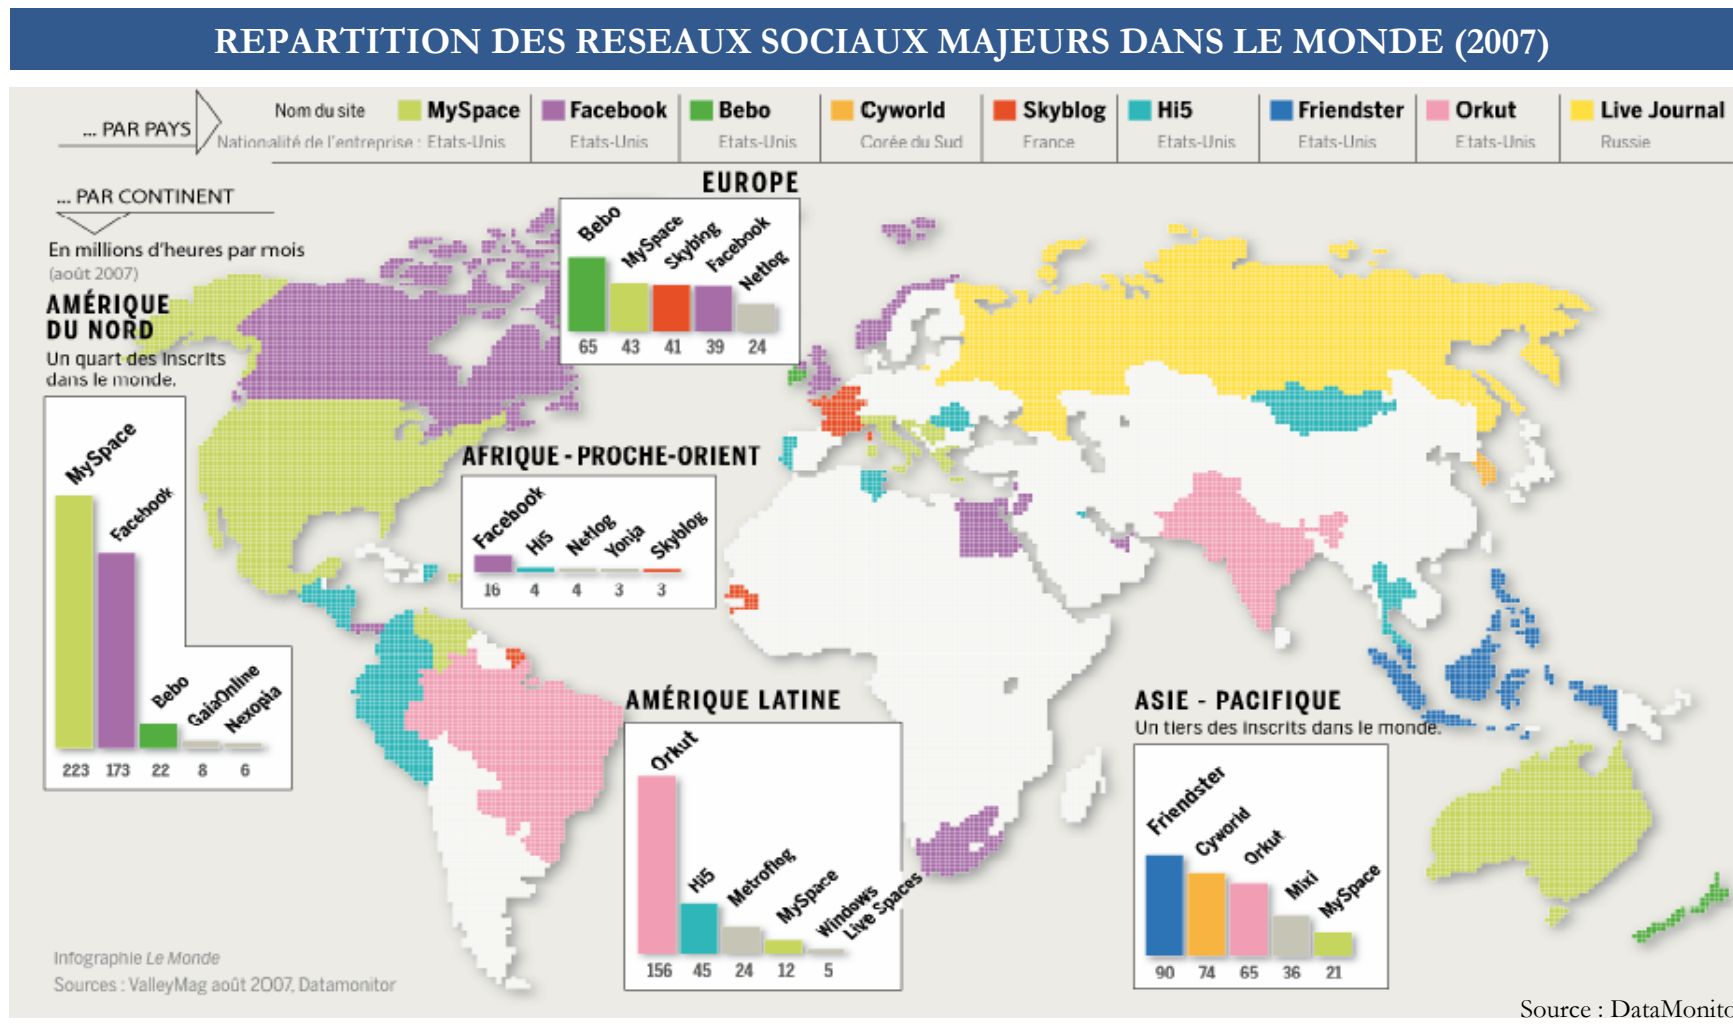 REPARTITION DES RESEAUX SOCIAUX MAJEURS DANS LE MONDE (2007)
... PAR PAYS
Nom du site MySpace Facebook Bebo Cyworld Skyblog Hi5 Friendster Orkut Live Journal
Nationalité de l'entreprise : Etats-Unis Etats-Unis Etats-Unis Corée du Sud France Etats-Unis Etats-Unis Etats-Unis Russie
... PAR CONTINENT
En millions d'heures par mois
(août 2007)
AMÉRIQUE
DU NORD
Un quart des inscrits
dans le monde.
MySpace
Facebook
Bebo
GaiaOnline
Nexopia
223 173 22 8 6
EUROPE
Bebo
MySpace
Skyblog
Facebook
Netlog
65 43 41 39 24
AFRIQUE - PROCHE-ORIENT
Facebook
Hi5
Netlog
Yonja
Skyblog
16 4 4 3 3
AMÉRIQUE LATINE
Orkut
Hi5
Metroflog
MySpace
Windows
Live Spaces
156 45 24 12 5
ASIE - PACIFIQUE
Un tiers des inscrits dans le monde.
Friendster
Cyworld
Orkut
Mixi
MySpace
90 74 65 36 21
Infographie Le Monde
Sources : ValleyMag août 2007, Datamonitor
Source : DataMonito